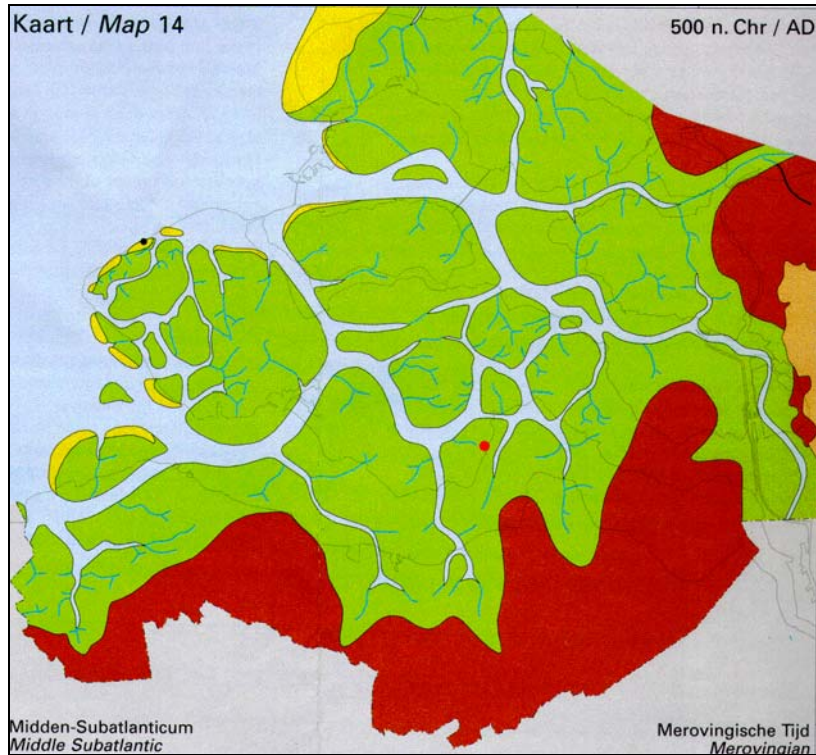 Kaart / Map 14
500 n. Chr / AD
Midden-Subatlanticum
Middle Subatlantic
Merovingische Tijd
Merovingian